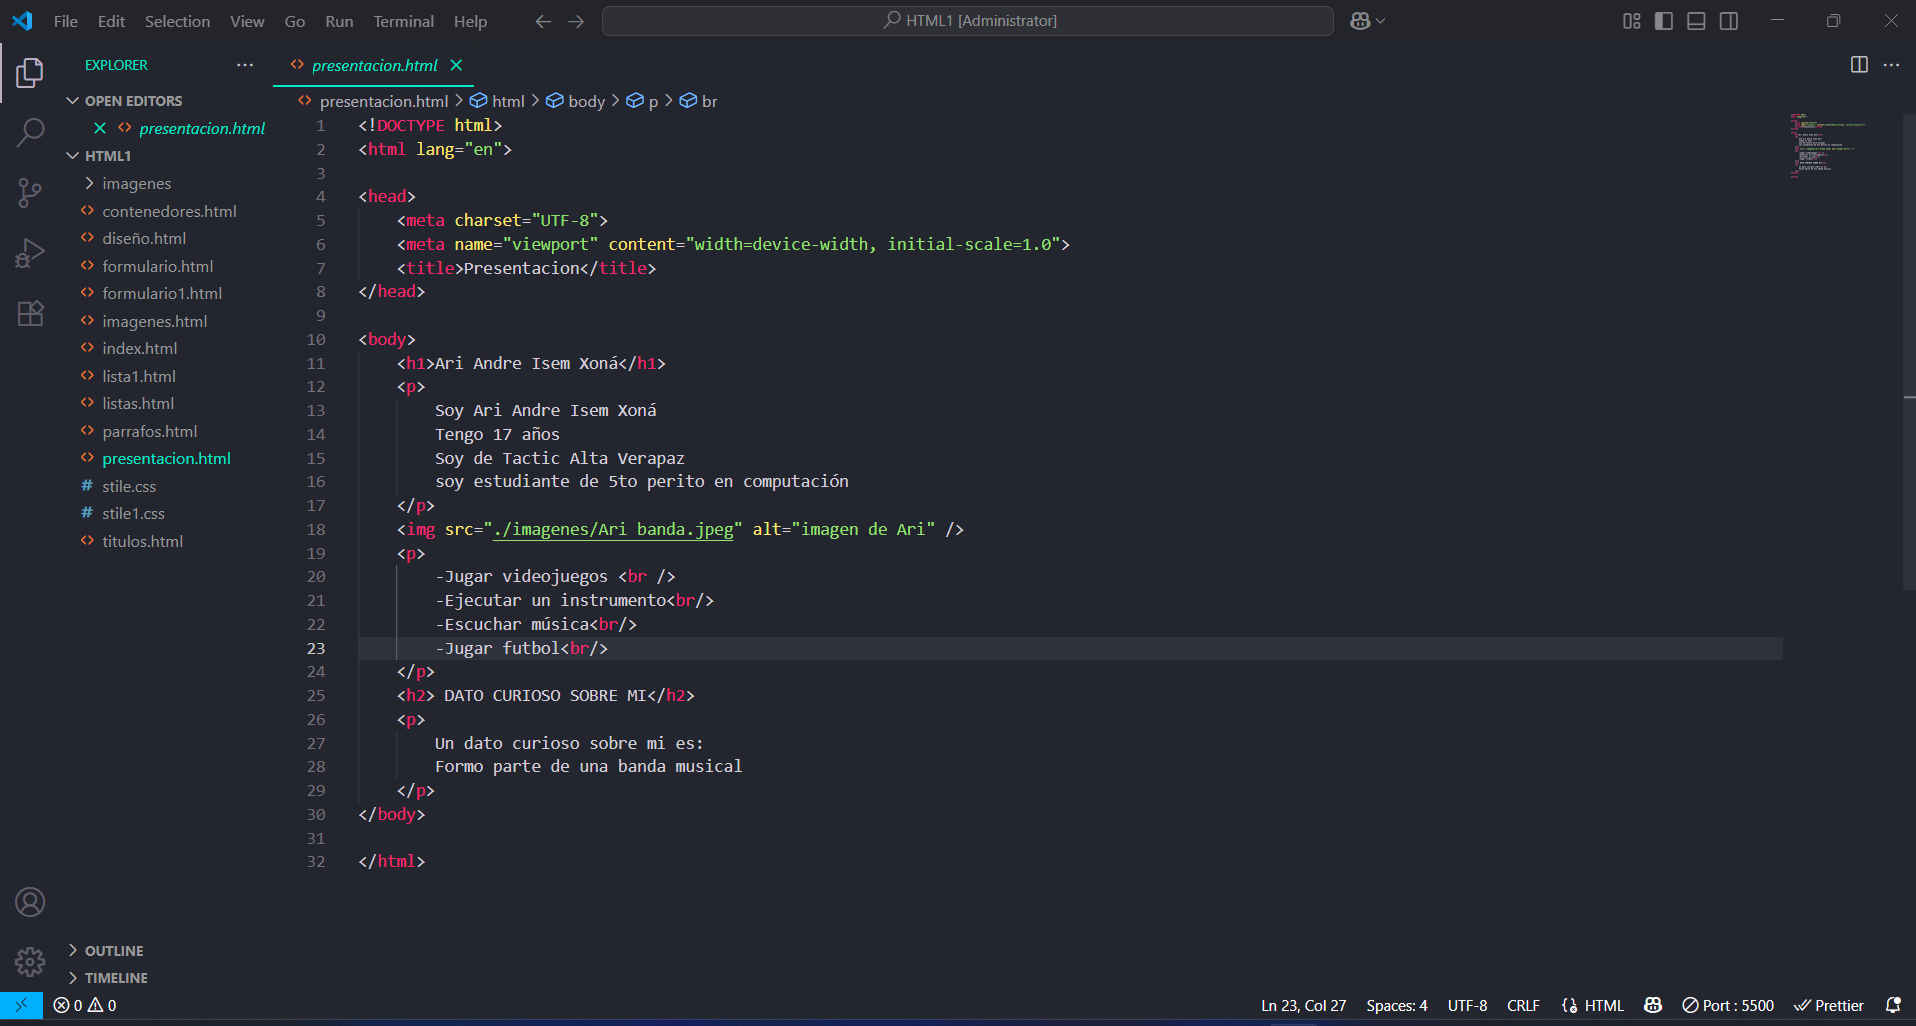 File Edit Selection View Go Run Terminal Help
HTML1 [Administrator]
EXPLORER
presentacion.html
OPEN EDITORS
presentacion.html
HTML1
imagenes
contenedores.html
diseño.html
formulario.html
formulario1.html
imagenes.html
index.html
lista1.html
listas.html
parrafos.html
presentacion.html
stile.css
stile1.css
titulos.html
OUTLINE
TIMELINE
presentacion.html > html > body > p > br
1 <!DOCTYPE html>
2 <html lang="en">
3
4 <head>
5 <meta charset="UTF-8">
6 <meta name="viewport" content="width=device-width, initial-scale=1.0">
7 <title>Presentacion</title>
8 </head>
9
10 <body>
11 <h1>Ari Andre Isem Xoná</h1>
12 <p>
13 Soy Ari Andre Isem Xoná
14 Tengo 17 años
15 Soy de Tactic Alta Verapaz
16 soy estudiante de 5to perito en computación
17 </p>
18 <img src="./imagenes/Ari banda.jpeg" alt="imagen de Ari" />
19 <p>
20 -Jugar videojuegos <br />
21 -Ejecutar un instrumento<br/>
22 -Escuchar música<br/>
23 -Jugar futbol<br/>
24 </p>
25 <h2> DATO CURIOSO SOBRE MI</h2>
26 <p>
27 Un dato curioso sobre mi es:
28 Formo parte de una banda musical
29 </p>
30 </body>
31
32 </html>
0 0
Ln 23, Col 27 Spaces: 4 UTF-8 CRLF HTML Port : 5500 Prettier